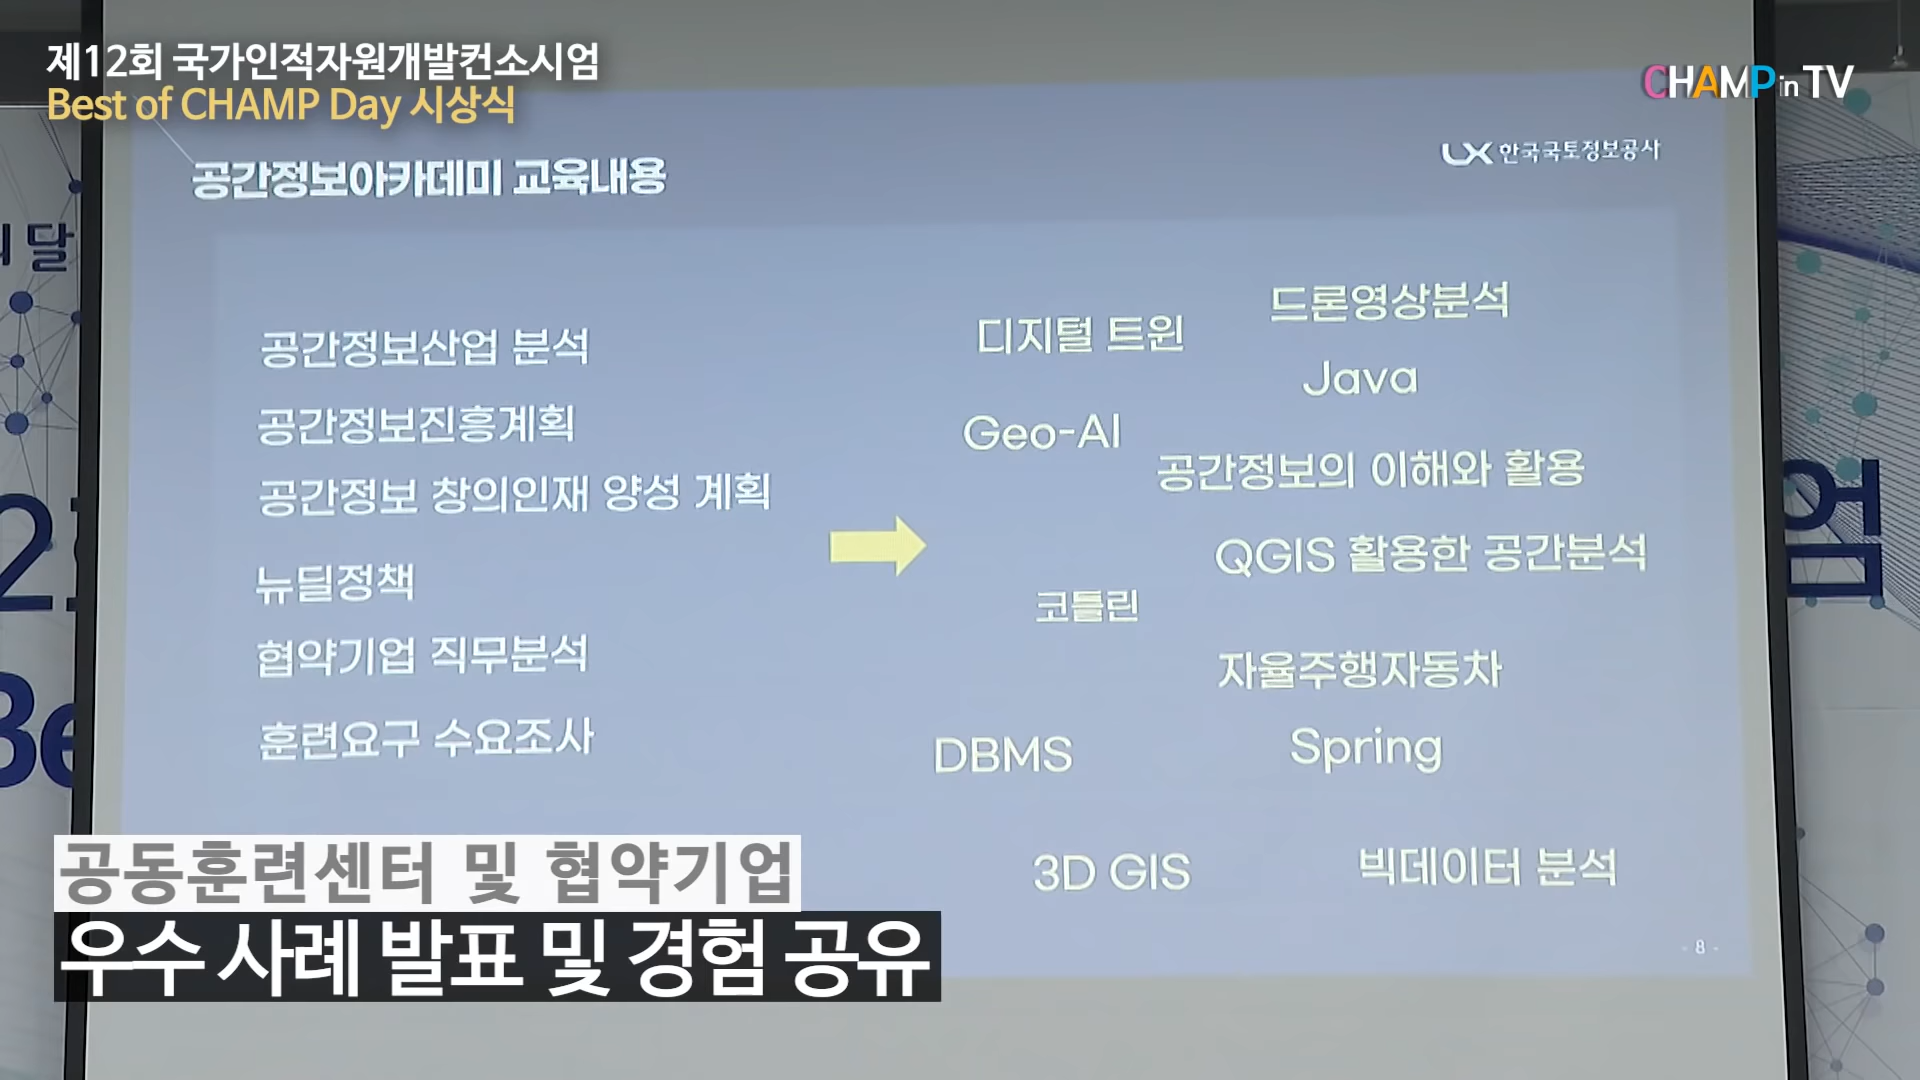 제12회 국가인적자원개발컨소시엄
Best of CHAMP Day 시상식
CHAMP in TV
LX 한국국토정보공사
공간정보아카데미 교육내용
공간정보산업 분석
공간정보진흥계획
공간정보 창의인재 양성 계획
뉴딜정책
협약기업 직무분석
훈련요구 수요조사
디지털 트윈
드론영상분석
Java
Geo-AI
공간정보의 이해와 활용
QGIS 활용한 공간분석
코틀린
자율주행자동차
DBMS
Spring
3D GIS
빅데이터 분석
공동훈련센터 및 협약기업
우수 사례 발표 및 경험 공유
- 8 -
달
업